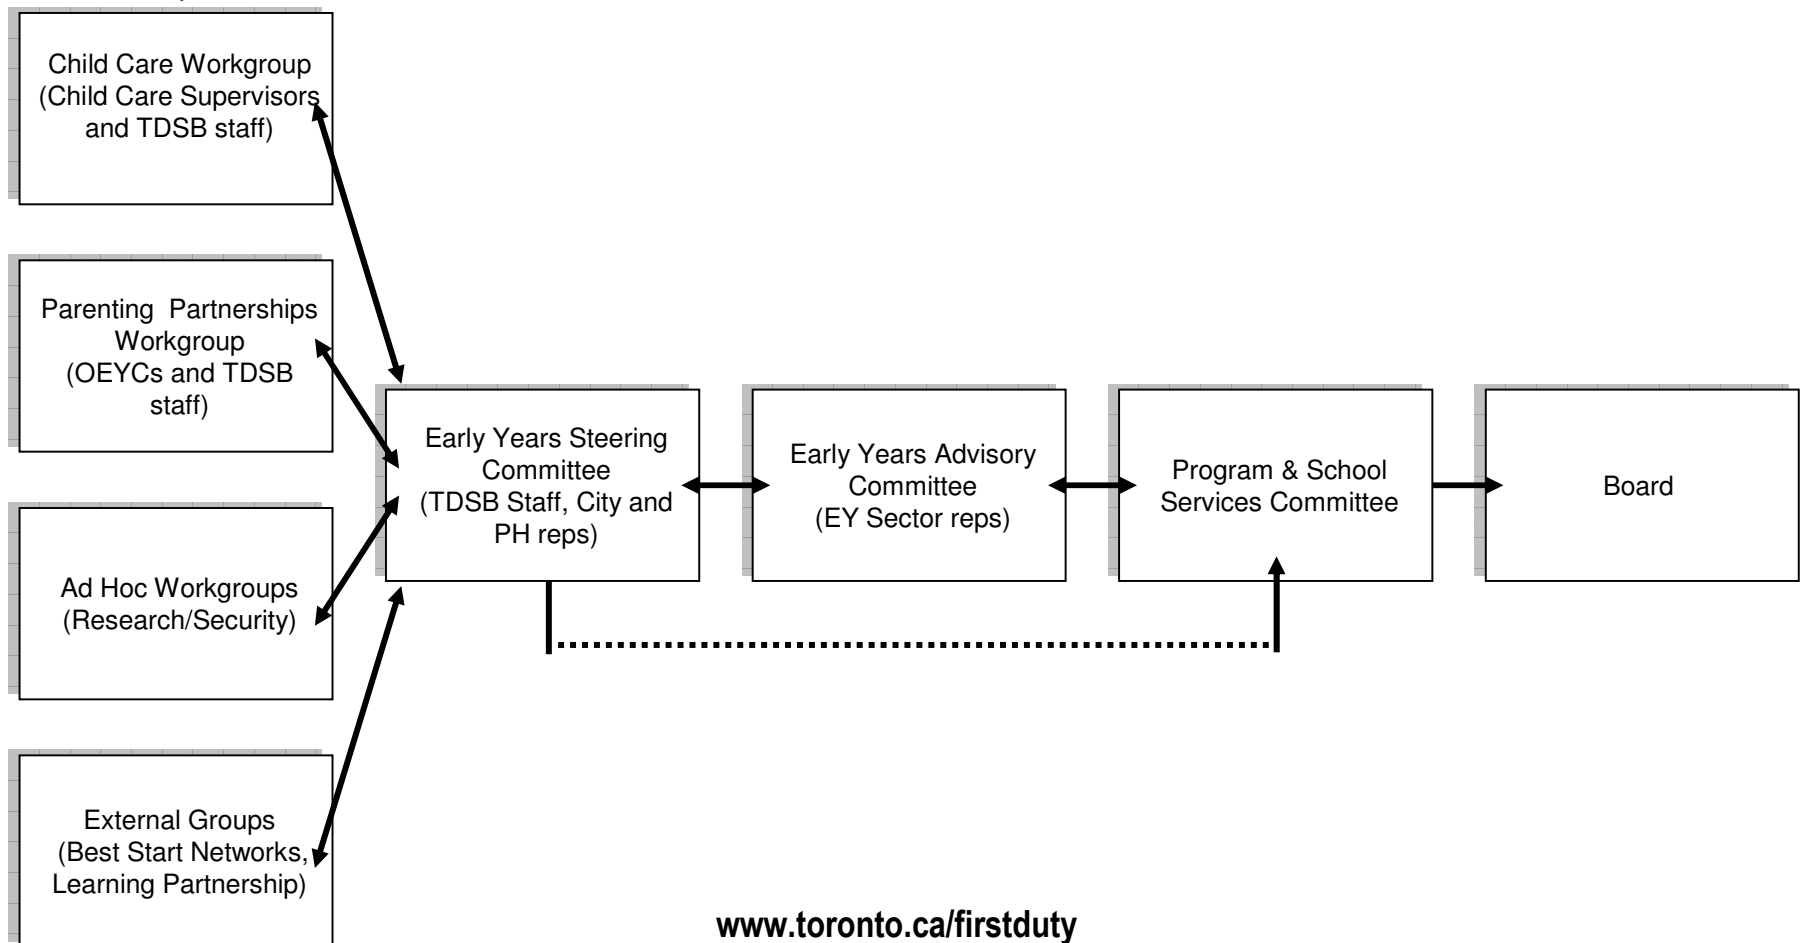 Child Care Workgroup
(Child Care Supervisors
and TDSB staff)
Parenting Partnerships
Workgroup
(OEYCs and TDSB
staff)
Ad Hoc Workgroups
(Research/Security)
External Groups
(Best Start Networks,
Learning Partnership)
Early Years Steering
Committee
(TDSB Staff, City and
PH reps)
Early Years Advisory
Committee
(EY Sector reps)
Program & School
Services Committee
Board
www.toronto.ca/firstduty